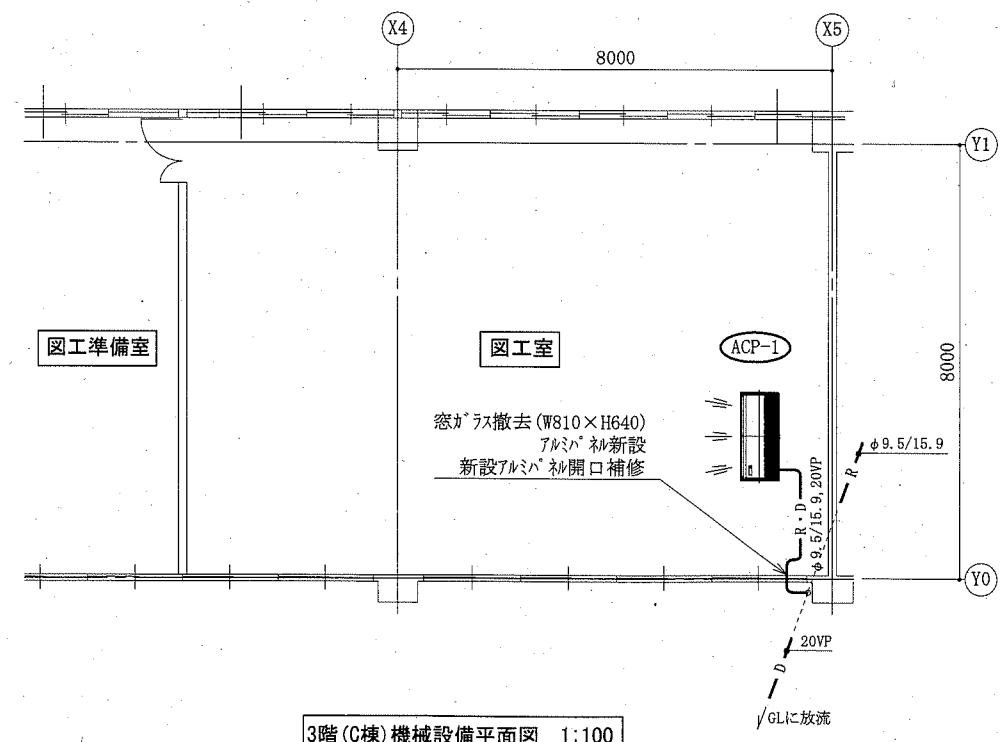 X4
X5
8000
Y1
図工準備室
図工室
ACP-1
8000
窓ガラス撤去(W810×H640)
アルミパネル新設
新設アルミパネル開口補修
R・D
φ9.5/15.9,20VP
R
φ9.5/15.9
Y0
20VP
D
GLに放流
3階(C棟)機械設備平面図 1:100